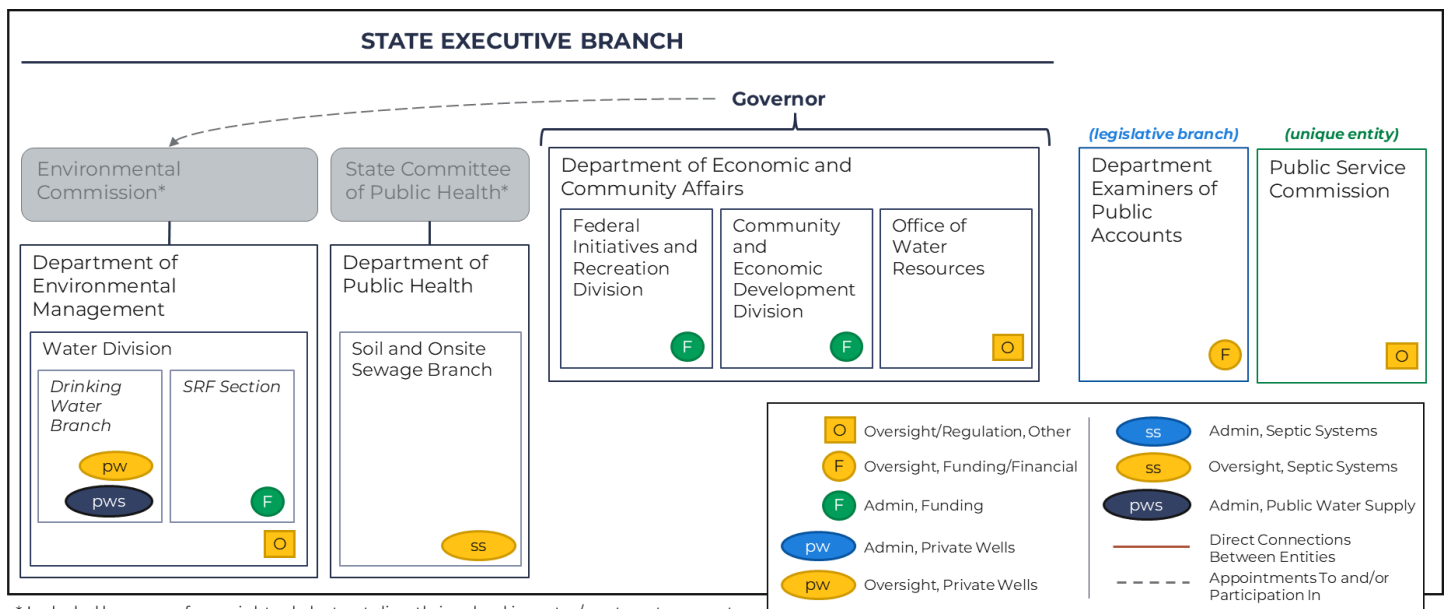 STATE EXECUTIVE BRANCH
Governor
(legislative branch)
(unique entity)
Environmental
Commission*
State Committee
of Public Health*
Department of Economic and
Community Affairs
Department
Examiners of
Public
Accounts
Public Service
Commission
Federal
Initiatives and
Recreation
Division
Community
and
Economic
Development
Division
Office of
Water
Resources
F
F
O
F
O
Department of
Environmental
Management
Department of
Public Health
Water Division
Drinking
Water
Branch
SRF Section
Soil and Onsite
Sewage Branch
pw
pws
F
O
ss
O Oversight/Regulation, Other
F Oversight, Funding/Financial
F Admin, Funding
pw Admin, Private Wells
pw Oversight, Private Wells
ss Admin, Septic Systems
ss Oversight, Septic Systems
pws Admin, Public Water Supply
Direct Connections
Between Entities
Appointments To and/or
Participation In